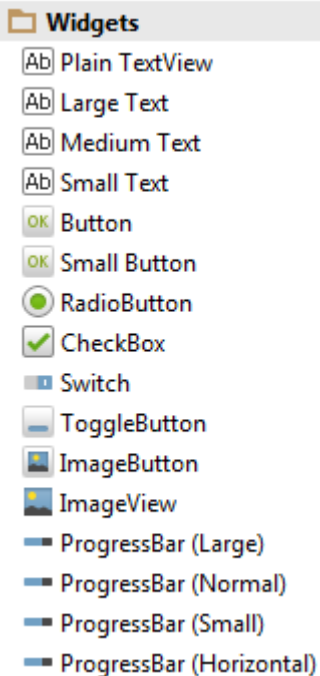 Widgets
Ab Plain TextView
Ab Large Text
Ab Medium Text
Ab Small Text
OK Button
OK Small Button
RadioButton
CheckBox
Switch
ToggleButton
ImageButton
ImageView
ProgressBar (Large)
ProgressBar (Normal)
ProgressBar (Small)
ProgressBar (Horizontal)